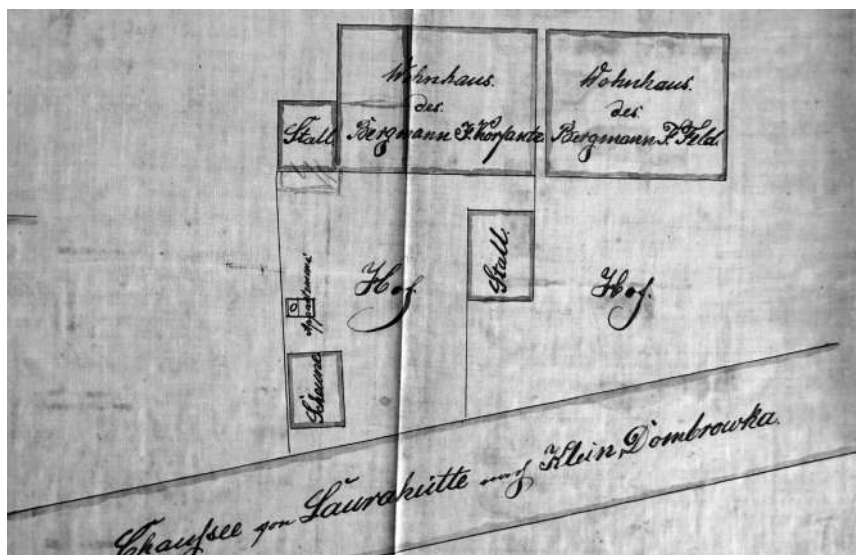 Wohnhaus.
des
Bergmann F. Korfante.
Wohnhaus.
des
Bergmann F. Feld.
Stall
Stall.
Hof.
Hof.
Appartement
Scheune
Chaussee von Laurahütte nach Klein Dombrowka.